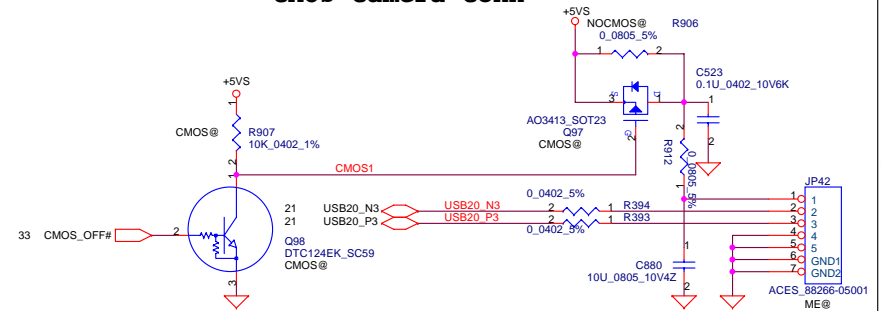 +5VS
NOCMOS@
R906
0_0805_5%
1
2
C523
0.1U_0402_10V6K
1
2
+5VS
1
CMOS@
R907
10K_0402_1%
2
3
S
D
1
G
2
AO3413_SOT23
Q97
CMOS@
CMOS1
2
R912
0_0805_5%
1
JP42
1
21
USB20_N3
USB20_N3
0_0402_5%
2
1
R394
21
USB20_P3
USB20_P3
2
1
R393
0_0402_5%
33
CMOS_OFF#
2
3
Q98
DTC124EK_SC59
CMOS@
1
C880
10U_0805_10V4Z
2
1
1
2
2
3
3
4
4
5
5
6
GND1
7
GND2
ACES_88266-05001
ME@